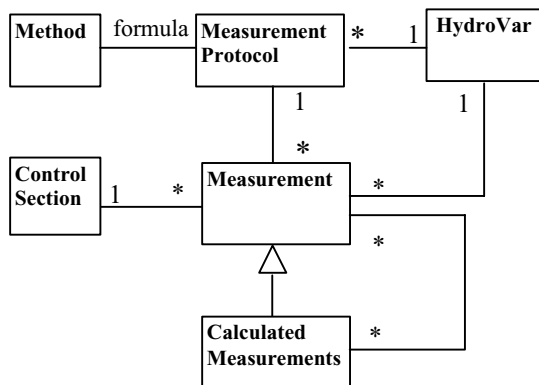 Method
formula
Measurement
Protocol
*
1
HydroVar
1
*
1
Control
Section
1
*
Measurement
*
*
Calculated
Measurements
*